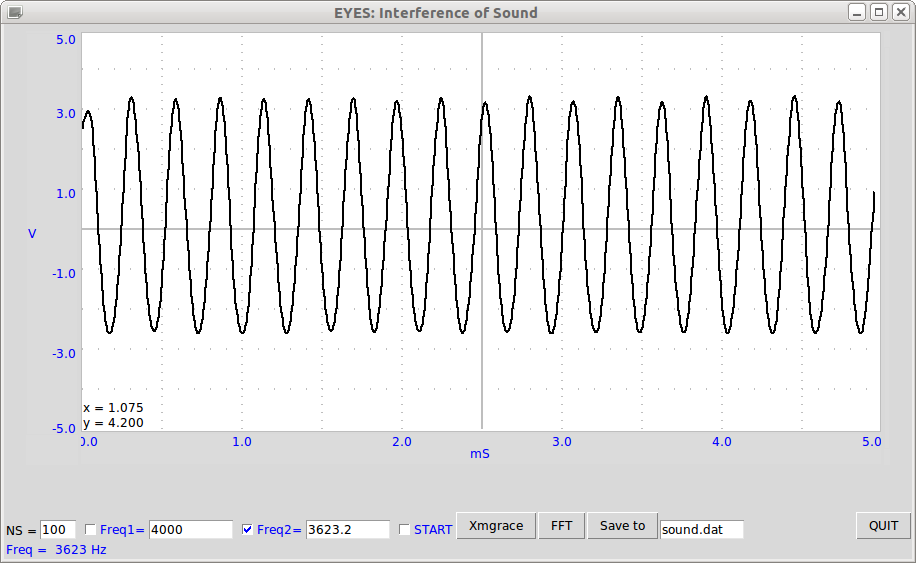 EYES: Interference of Sound
5.0
3.0
1.0
V
-1.0
-3.0
x = 1.075
y = 4.200
-5.0
0.0 1.0 2.0 3.0 4.0 5.0
mS
NS = 100 Freq1= 4000 Freq2= 3623.2 START Xmgrace FFT Save to sound.dat QUIT
Freq = 3623 Hz